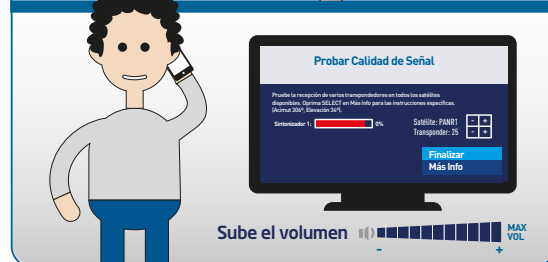 Probar Calidad de Señal
Pruebe la recepción de varios transpondedores en todos los satélites
disponibles. Oprima SELECT en Más Info para las instrucciones especificas.
(Acimut 306°, Elevación 34°).
Sintonizador 1: 0%
Satélite: PANR1 - +
Transponder: 25 - +
Finalizar
Más Info
Sube el volumen MAX
VOL
- +